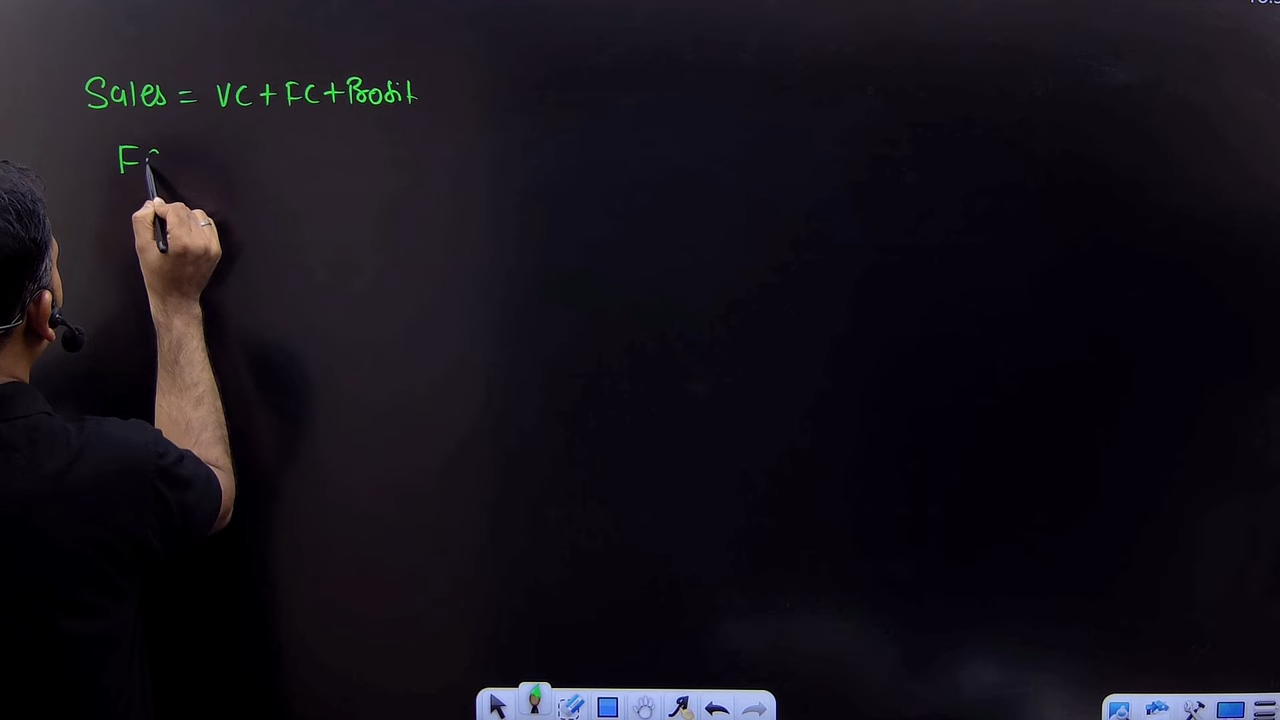 Sales = VC + FC + Profit
F